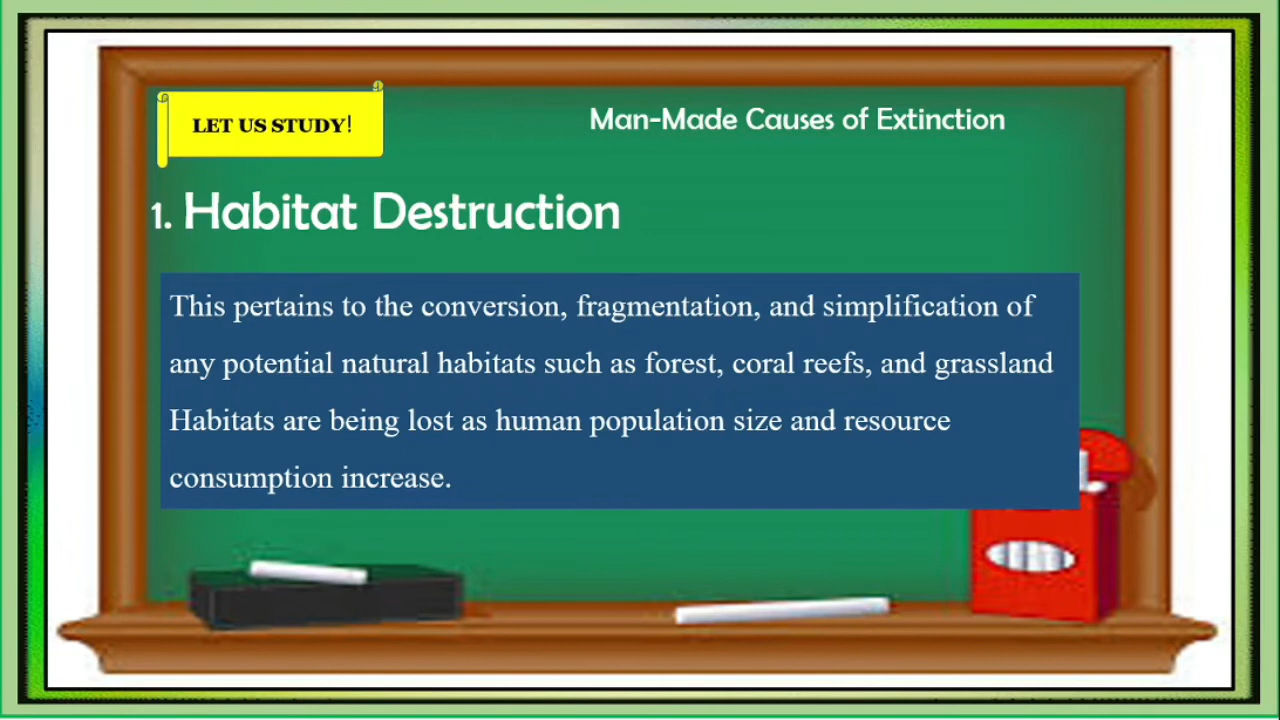 LET US STUDY!
Man-Made Causes of Extinction
1. Habitat Destruction
This pertains to the conversion, fragmentation, and simplification of
any potential natural habitats such as forest, coral reefs, and grassland
Habitats are being lost as human population size and resource
consumption increase.